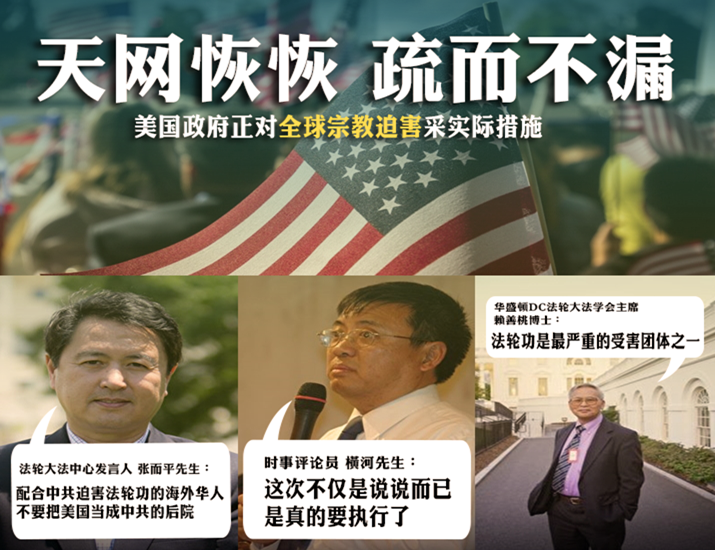 天网恢恢 疏而不漏
美国政府正对全球宗教迫害采实际措施
法轮大法中心发言人 张而平先生：
配合中共迫害法轮功的海外华人
不要把美国当成中共的后院
时事评论员 横河先生：
这次不仅是说说而已
是真的要执行了
华盛顿DC法轮大法学会主席
赖善桃博士：
法轮功是最严重的受害团体之一